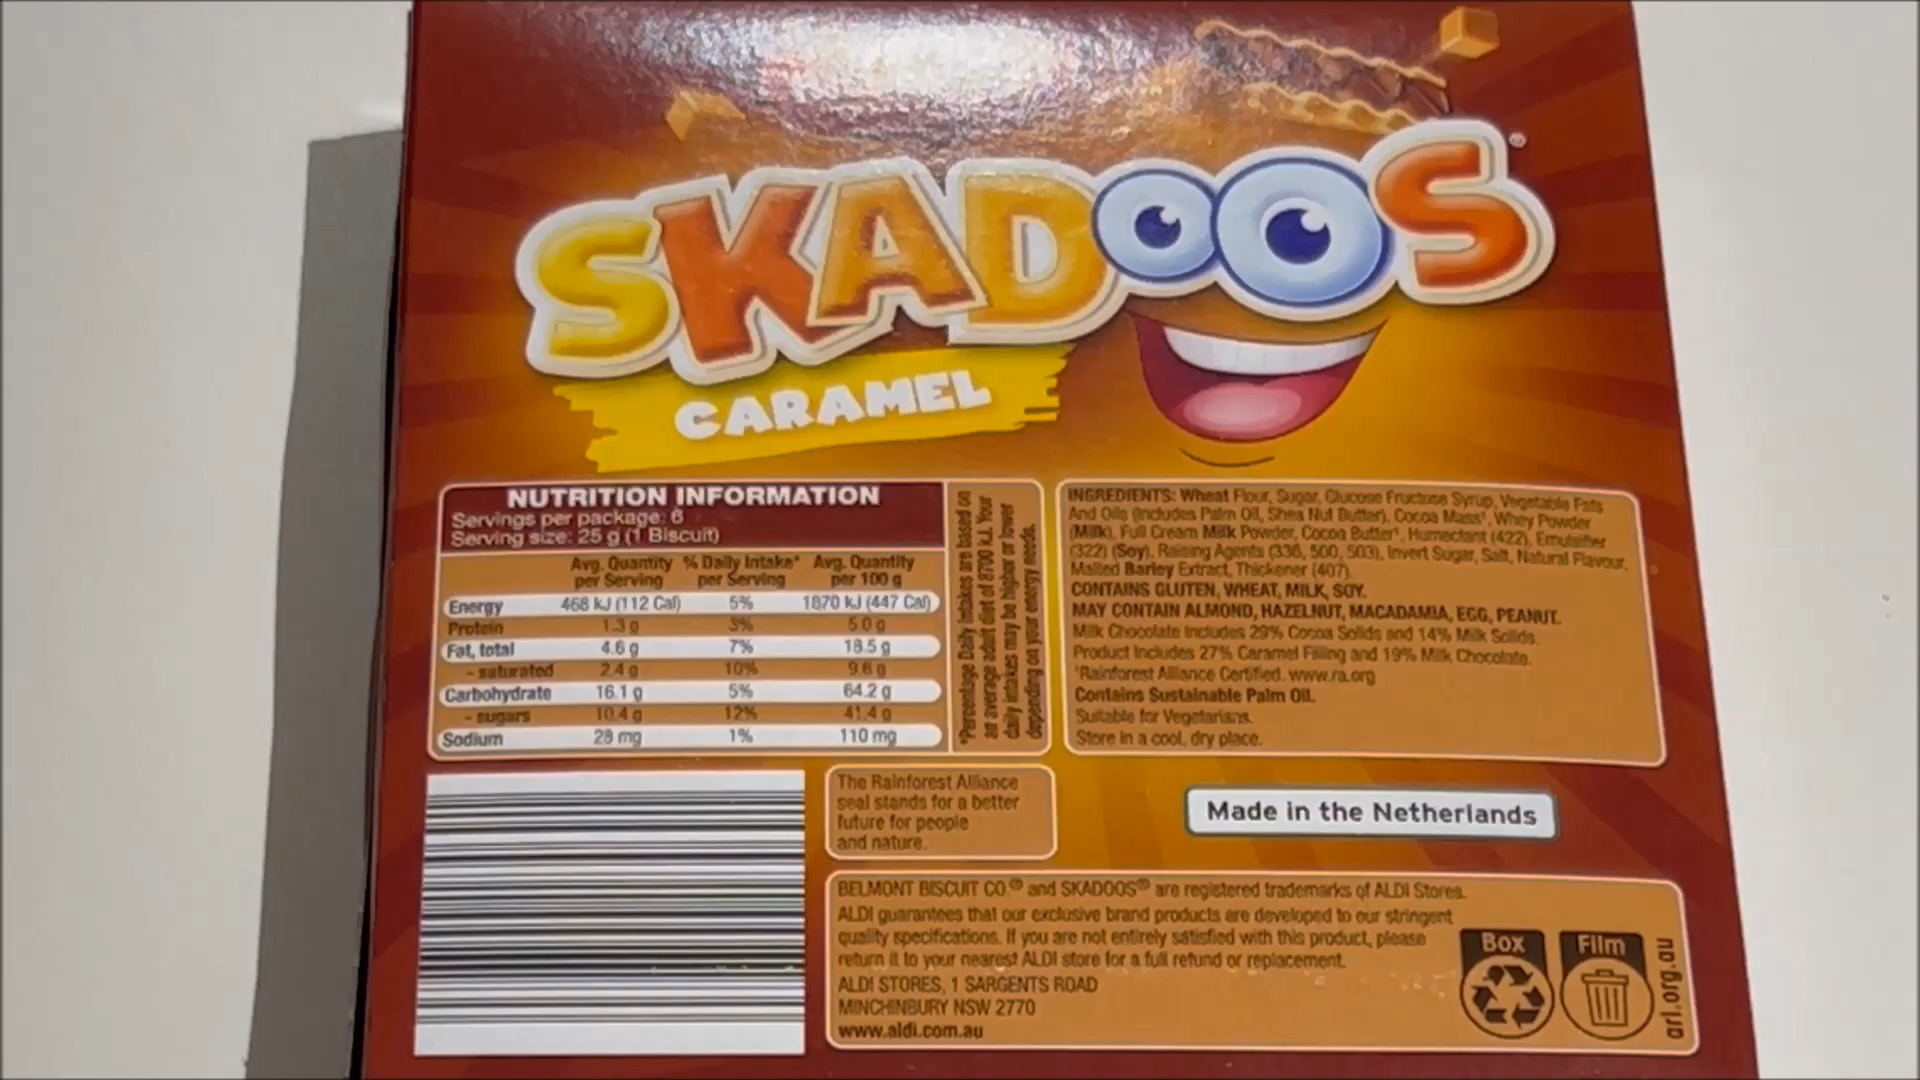 SKADOOS®
CARAMEL
NUTRITION INFORMATION
Servings per package: 6
Serving size: 25 g (1 Biscuit)
Avg. Quantity % Daily Intake* Avg. Quantity
per Serving per Serving per 100 g
Energy 468 kJ (112 Cal) 5% 1870 kJ (447 Cal)
Protein 1.3 g 3% 5.0 g
Fat, total 4.6 g 7% 18.5 g
- saturated 2.4 g 10% 9.6 g
Carbohydrate 16.1 g 5% 64.2 g
- sugars 10.4 g 12% 41.4 g
Sodium 28 mg 1% 110 mg
*Percentage Daily Intakes are based on
an average adult diet of 8700 kJ. Your
daily intakes may be higher or lower
depending on your energy needs.
INGREDIENTS: Wheat Flour, Sugar, Glucose Fructose Syrup, Vegetable Fats
And Oils (Includes Palm Oil, Shea Nut Butter), Cocoa Mass¹, Whey Powder
(Milk), Full Cream Milk Powder, Cocoa Butter¹, Humectant (422), Emulsifier
(322) (Soy), Raising Agents (336, 500, 503), Invert Sugar, Salt, Natural Flavour,
Malted Barley Extract, Thickener (407).
CONTAINS GLUTEN, WHEAT, MILK, SOY.
MAY CONTAIN ALMOND, HAZELNUT, MACADAMIA, EGG, PEANUT.
Milk Chocolate includes 29% Cocoa Solids and 14% Milk Solids.
Product Includes 27% Caramel Filling and 19% Milk Chocolate.
¹Rainforest Alliance Certified. www.ra.org
Contains Sustainable Palm Oil.
Suitable for Vegetarians.
Store in a cool, dry place.
The Rainforest Alliance
seal stands for a better
future for people
and nature.
Made in the Netherlands
BELMONT BISCUIT CO® and SKADOOS® are registered trademarks of ALDI Stores.
ALDI guarantees that our exclusive brand products are developed to our stringent
quality specifications. If you are not entirely satisfied with this product, please
return it to your nearest ALDI store for a full refund or replacement.
ALDI STORES, 1 SARGENTS ROAD
MINCHINBURY NSW 2770
www.aldi.com.au
Box
Film
arl.org.au